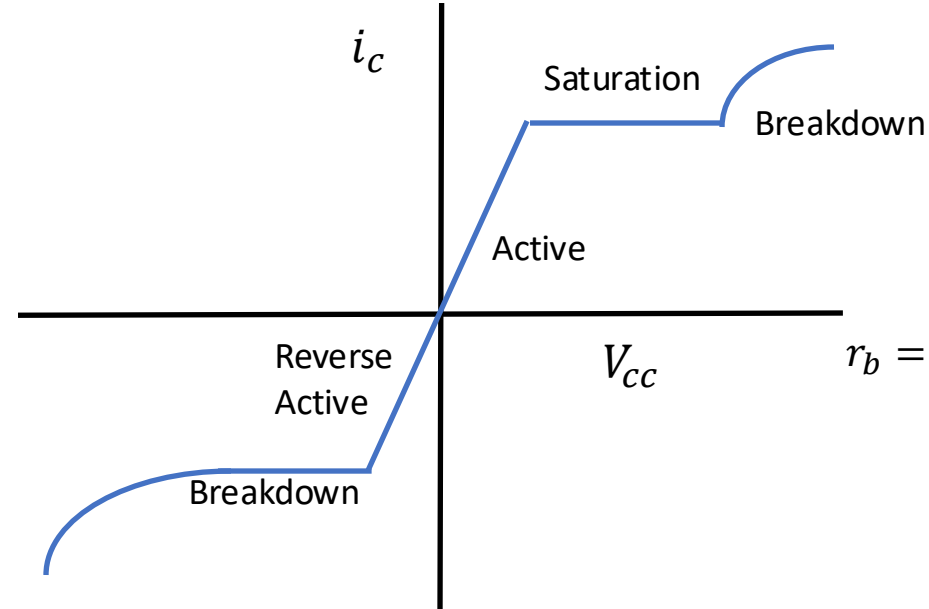 i_c
Saturation
Breakdown
Active
Reverse
Active
V_cc
r_b =
Breakdown